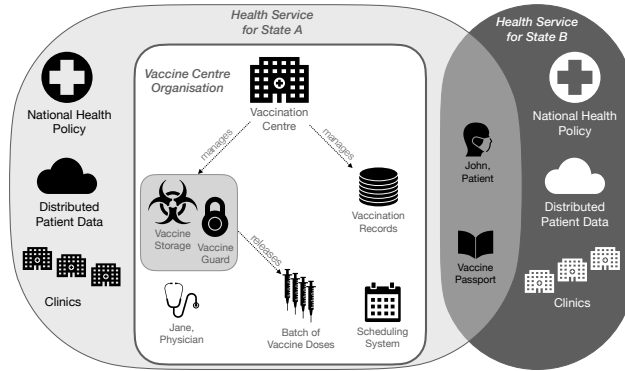 Health Service
for State A
Health Service
for State B
National Health
Policy
Distributed
Patient Data
Clinics
Vaccine Centre
Organisation
Vaccination
Centre
manages
manages
Vaccine
Storage
Vaccine
Guard
releases
Vaccination
Records
Jane,
Physician
Batch of
Vaccine Doses
Scheduling
System
John,
Patient
Vaccine
Passport
National Health
Policy
Distributed
Patient Data
Clinics